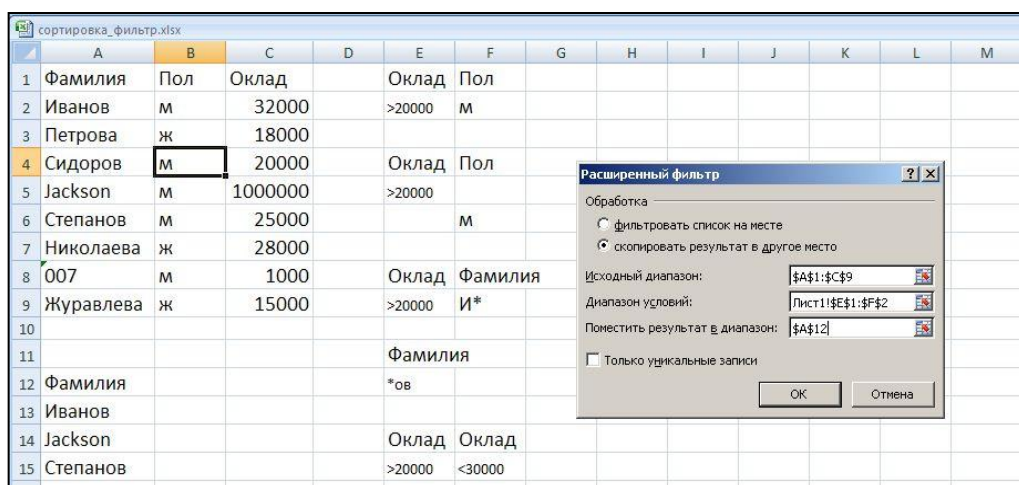 сортировка_фильтр.xlsx
A B C D E F G H I J K L M
1 Фамилия Пол Оклад Оклад Пол
2 Иванов м 32000 >20000 м
3 Петрова ж 18000
4 Сидоров м 20000 Оклад Пол
5 Jackson м 1000000 >20000
6 Степанов м 25000 м
7 Николаева ж 28000
8 007 м 1000 Оклад Фамилия
9 Журавлева ж 15000 >20000 И*
10
11 Фамилия
12 Фамилия *ов
13 Иванов
14 Jackson Оклад Оклад
15 Степанов >20000 <30000
Расширенный фильтр
Обработка
фильтровать список на месте
скопировать результат в другое место
Исходный диапазон: $A$1:$C$9
Диапазон условий: Лист1!$E$1:$F$2
Поместить результат в диапазон: $A$12
Только уникальные записи
ОК Отмена